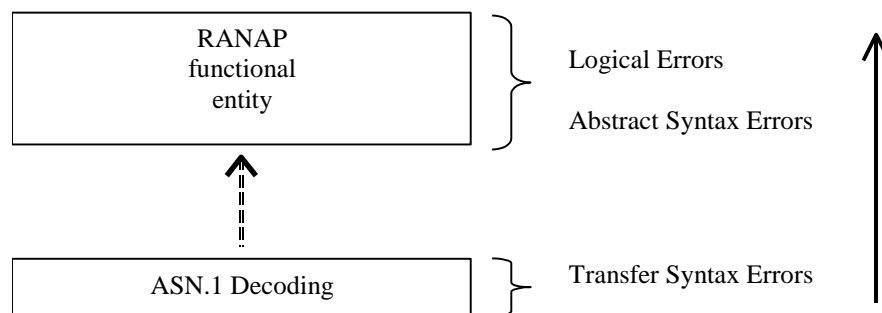 RANAP
functional
entity
Logical Errors
Abstract Syntax Errors
ASN.1 Decoding
Transfer Syntax Errors